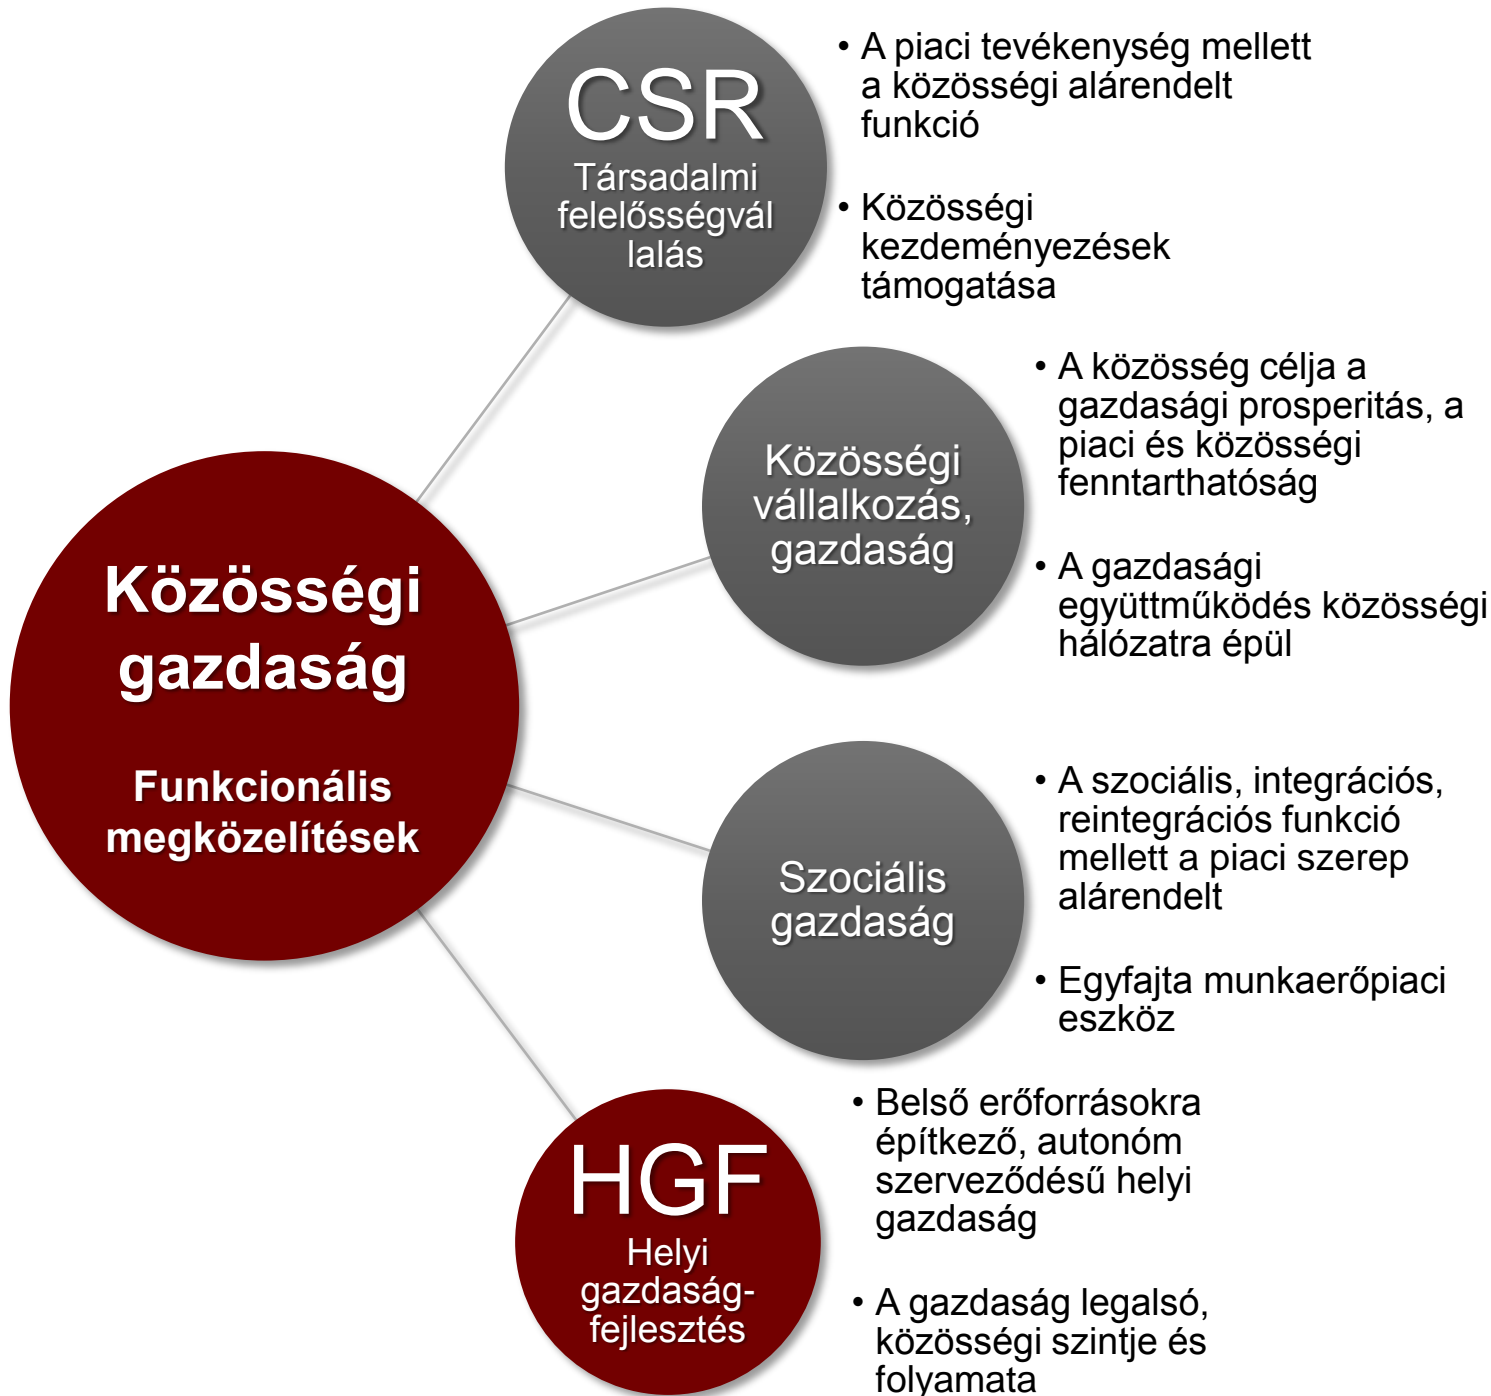 Közösségi
gazdaság
Funkcionális
megközelítések
CSR
Társadalmi
felelősségvál
lalás
• A piaci tevékenység mellett
a közösségi alárendelt
funkció
• Közösségi
kezdeményezések
támogatása
Közösségi
vállalkozás,
gazdaság
• A közösség célja a
gazdasági prosperitás, a
piaci és közösségi
fenntarthatóság
• A gazdasági
együttműködés közösségi
hálózatra épül
Szociális
gazdaság
• A szociális, integrációs,
reintegrációs funkció
mellett a piaci szerep
alárendelt
• Egyfajta munkaerőpiaci
eszköz
HGF
Helyi
gazdaság-
fejlesztés
• Belső erőforrásokra
építkező, autonóm
szerveződésű helyi
gazdaság
• A gazdaság legalsó,
közösségi szintje és
folyamata